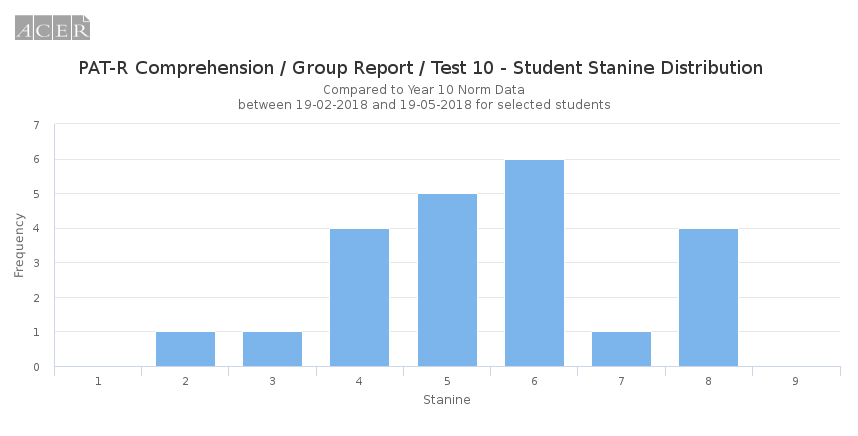 ACER
PAT-R Comprehension / Group Report / Test 10 - Student Stanine Distribution
Compared to Year 10 Norm Data
between 19-02-2018 and 19-05-2018 for selected students
7
6
5
4
3
2
1
0
Frequency
1 2 3 4 5 6 7 8 9
Stanine